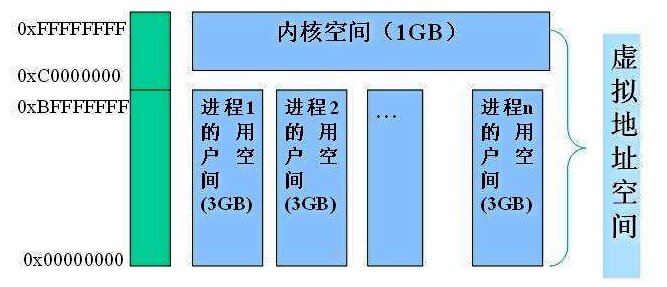 0xFFFFFFFF
内核空间（1GB）
0xC0000000
0xBFFFFFFF
进程1
的 用
户 空
间
(3GB)
进程2
的 用
户 空
间
(3GB)
...
进程n
的 用
户 空
间
(3GB)
0x00000000
虚拟地址空间